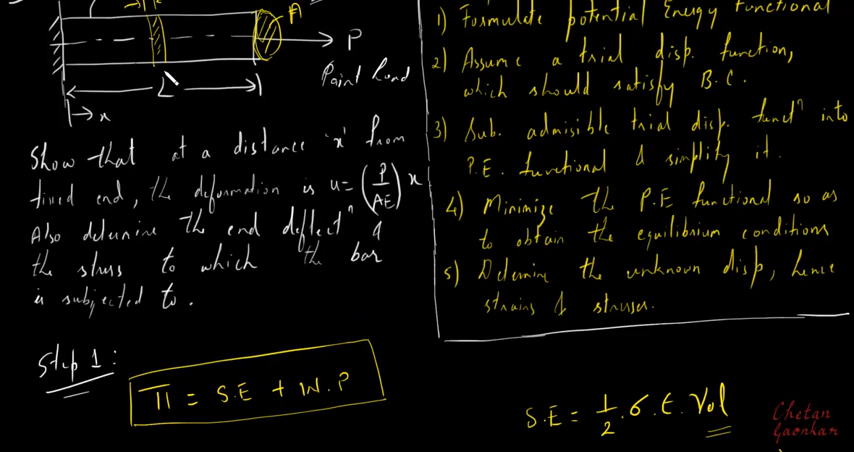 A
P
Point Load
L
x
Show that at a distance 'x' from
fixed end, the deformation is u = (P/AE) x
Also determine the end deflectⁿ &
the stress to which the bar
is subjected to.
Step 1:
Π = S.E + W.P
1) Formulate potential Energy functional
2) Assume a trial disp. function,
which should satisfy B.C.
3) Sub. admissible trial disp. functⁿ into
P.E. functional & simplify it.
4) Minimize the P.E functional so as
to obtain the equilibrium conditions
5) Determine the unknown disp, hence
strains & stresses.
S.E = 1/2 . σ . ε . Vol
Chetan
Gaonkar